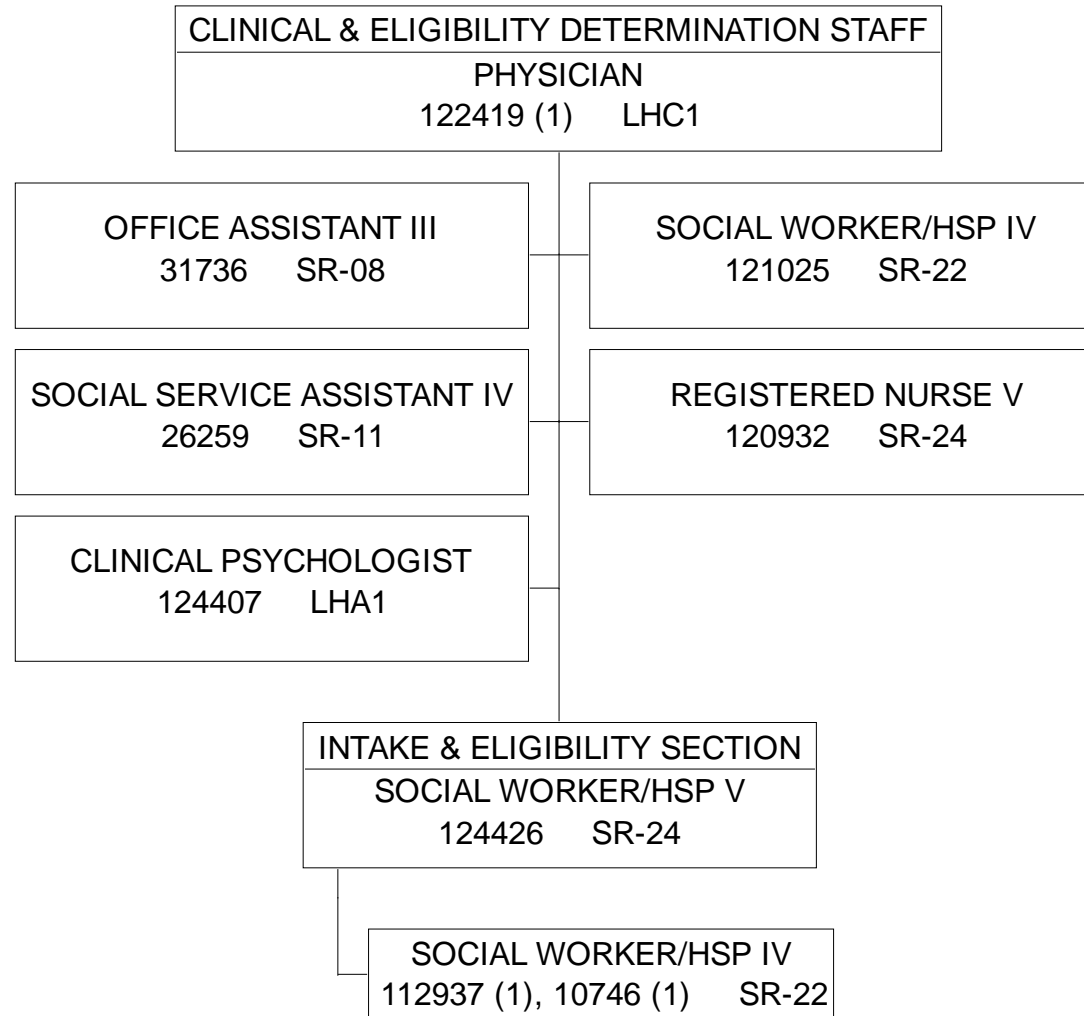 CLINICAL & ELIGIBILITY DETERMINATION STAFF
PHYSICIAN
122419 (1) LHC1
OFFICE ASSISTANT III
31736 SR-08
SOCIAL WORKER/HSP IV
121025 SR-22
SOCIAL SERVICE ASSISTANT IV
26259 SR-11
REGISTERED NURSE V
120932 SR-24
CLINICAL PSYCHOLOGIST
124407 LHA1
INTAKE & ELIGIBILITY SECTION
SOCIAL WORKER/HSP V
124426 SR-24
SOCIAL WORKER/HSP IV
112937 (1), 10746 (1) SR-22